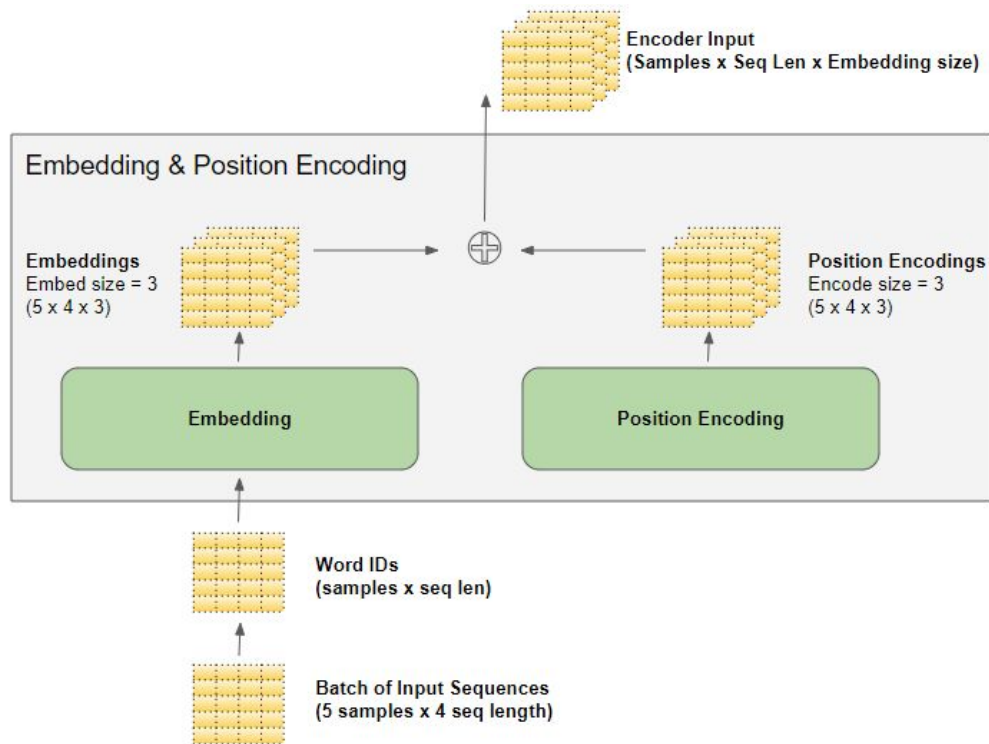 Encoder Input
(Samples x Seq Len x Embedding size)
Embedding & Position Encoding
Embeddings
Embed size = 3
(5 x 4 x 3)
Position Encodings
Encode size = 3
(5 x 4 x 3)
Embedding
Position Encoding
Word IDs
(samples x seq len)
Batch of Input Sequences
(5 samples x 4 seq length)